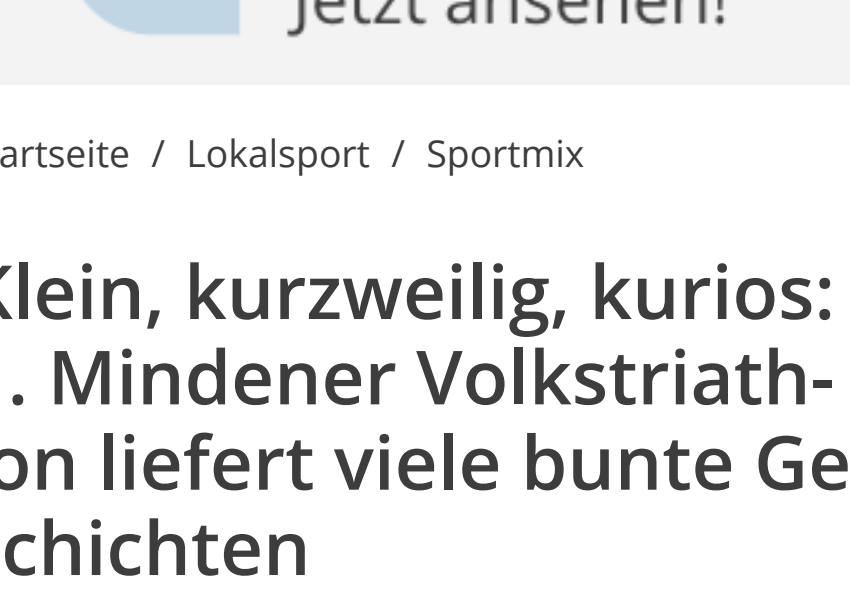 Jetzt ansehen!
artseite / Lokalsport / Sportmix
Klein, kurzweilig, kurios:
. Mindener Volkstriath-
on liefert viele bunte Ge
chichten